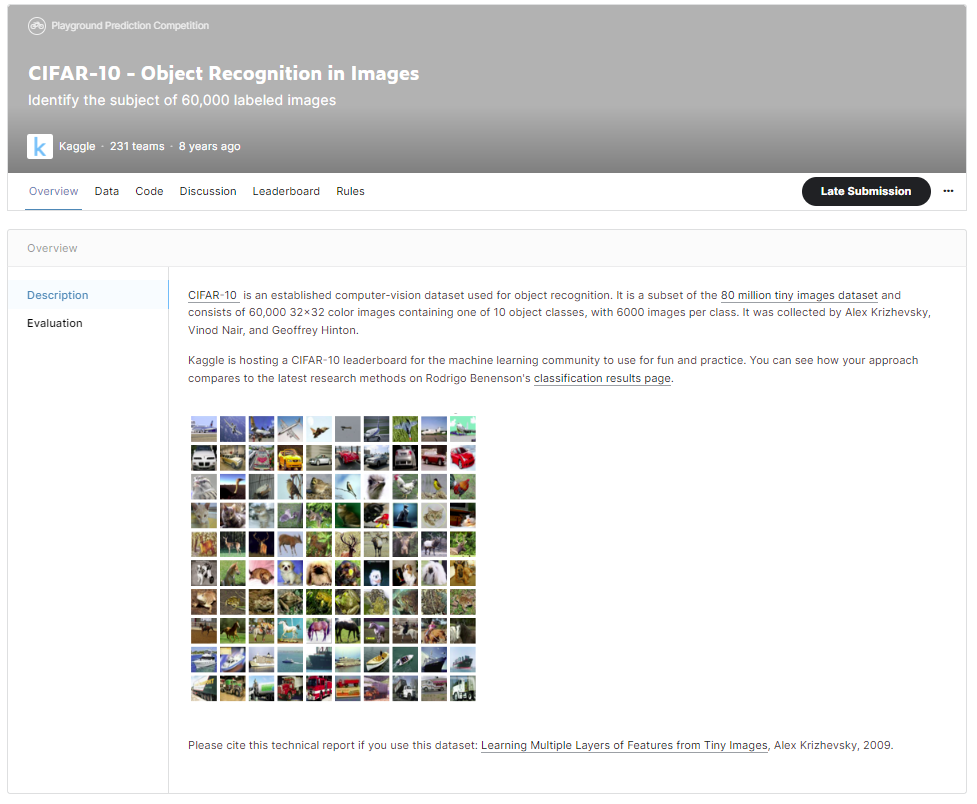 Playground Prediction Competition
CIFAR-10 - Object Recognition in Images
Identify the subject of 60,000 labeled images
k
Kaggle · 231 teams · 8 years ago
Overview Data Code Discussion Leaderboard Rules Late Submission ···
Overview
Description
Evaluation
CIFAR-10 is an established computer-vision dataset used for object recognition. It is a subset of the 80 million tiny images dataset and
consists of 60,000 32×32 color images containing one of 10 object classes, with 6000 images per class. It was collected by Alex Krizhevsky,
Vinod Nair, and Geoffrey Hinton.
Kaggle is hosting a CIFAR-10 leaderboard for the machine learning community to use for fun and practice. You can see how your approach
compares to the latest research methods on Rodrigo Benenson's classification results page.
Please cite this technical report if you use this dataset: Learning Multiple Layers of Features from Tiny Images, Alex Krizhevsky, 2009.